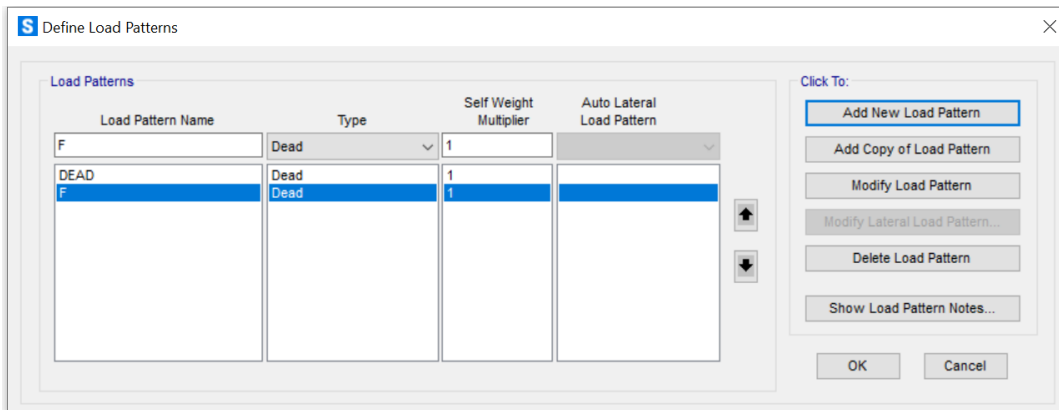 S Define Load Patterns
Load Patterns
Click To:
Load Pattern Name
Type
Self Weight
Multiplier
Auto Lateral
Load Pattern
F Dead 1
DEAD Dead 1
F Dead 1
Add New Load Pattern
Add Copy of Load Pattern
Modify Load Pattern
Modify Lateral Load Pattern...
Delete Load Pattern
Show Load Pattern Notes...
OK Cancel